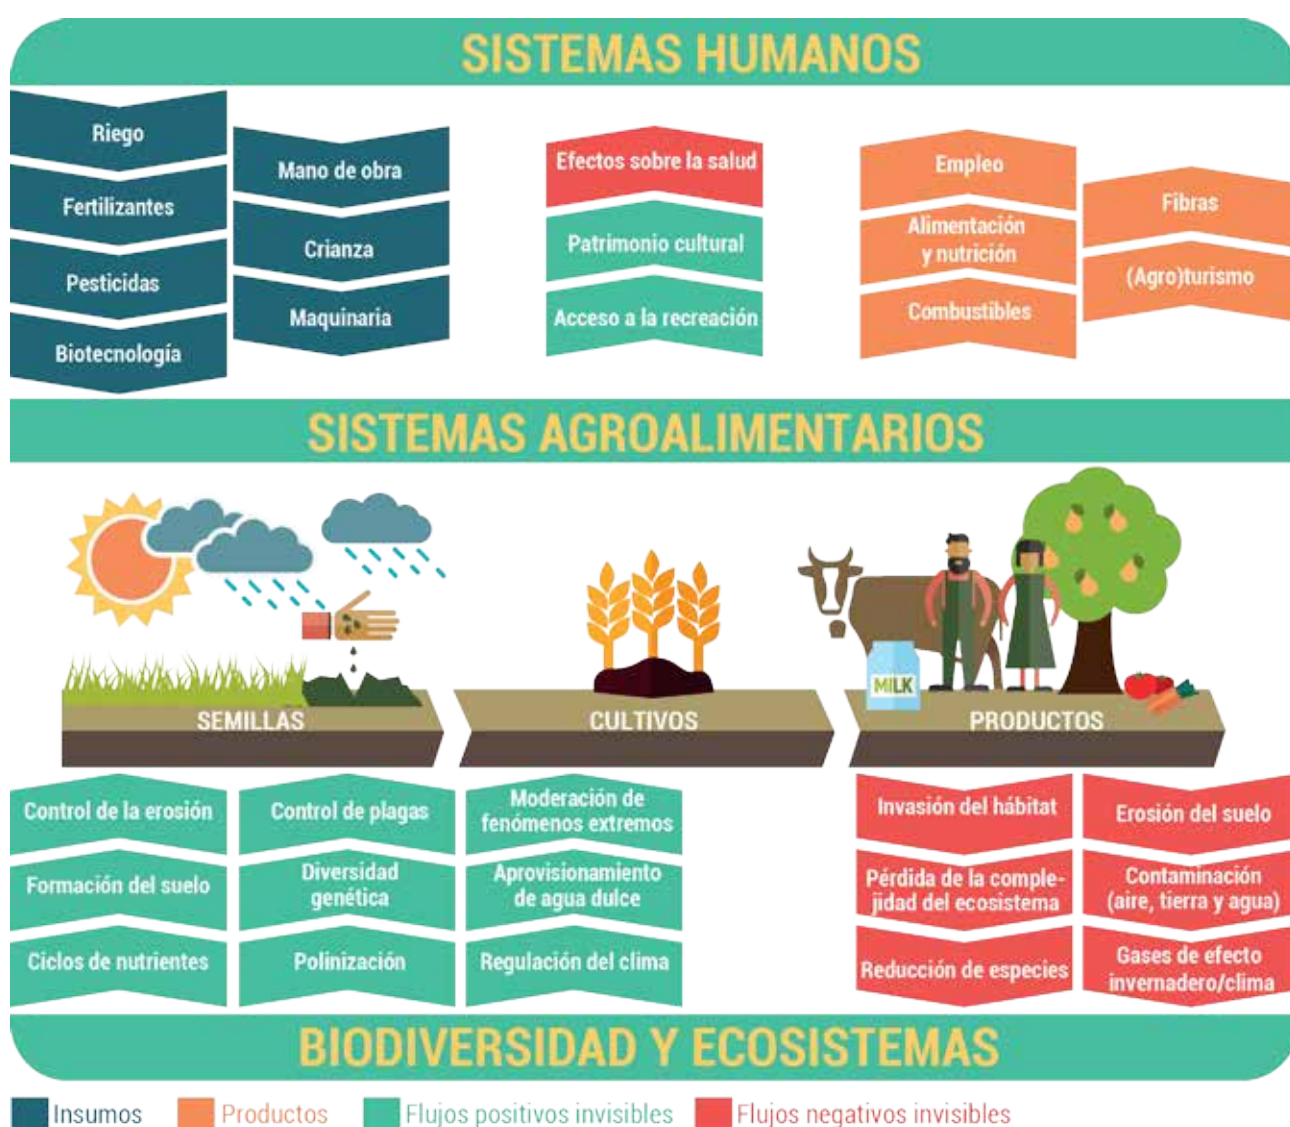 SISTEMAS HUMANOS
Riego
Fertilizantes
Pesticidas
Biotecnología
Mano de obra
Crianza
Maquinaria
Efectos sobre la salud
Patrimonio cultural
Acceso a la recreación
Empleo
Alimentación
y nutrición
Combustibles
Fibras
(Agro)turismo
SISTEMAS AGROALIMENTARIOS
MILK
SEMILLAS
CULTIVOS
PRODUCTOS
Control de la erosión
Formación del suelo
Ciclos de nutrientes
Control de plagas
Diversidad
genética
Polinización
Moderación de
fenómenos extremos
Aprovisionamiento
de agua dulce
Regulación del clima
Invasión del hábitat
Pérdida de la comple-
jidad del ecosistema
Reducción de especies
Erosión del suelo
Contaminación
(aire, tierra y agua)
Gases de efecto
invernadero/clima
BIODIVERSIDAD Y ECOSISTEMAS
Insumos
Productos
Flujos positivos invisibles
Flujos negativos invisibles